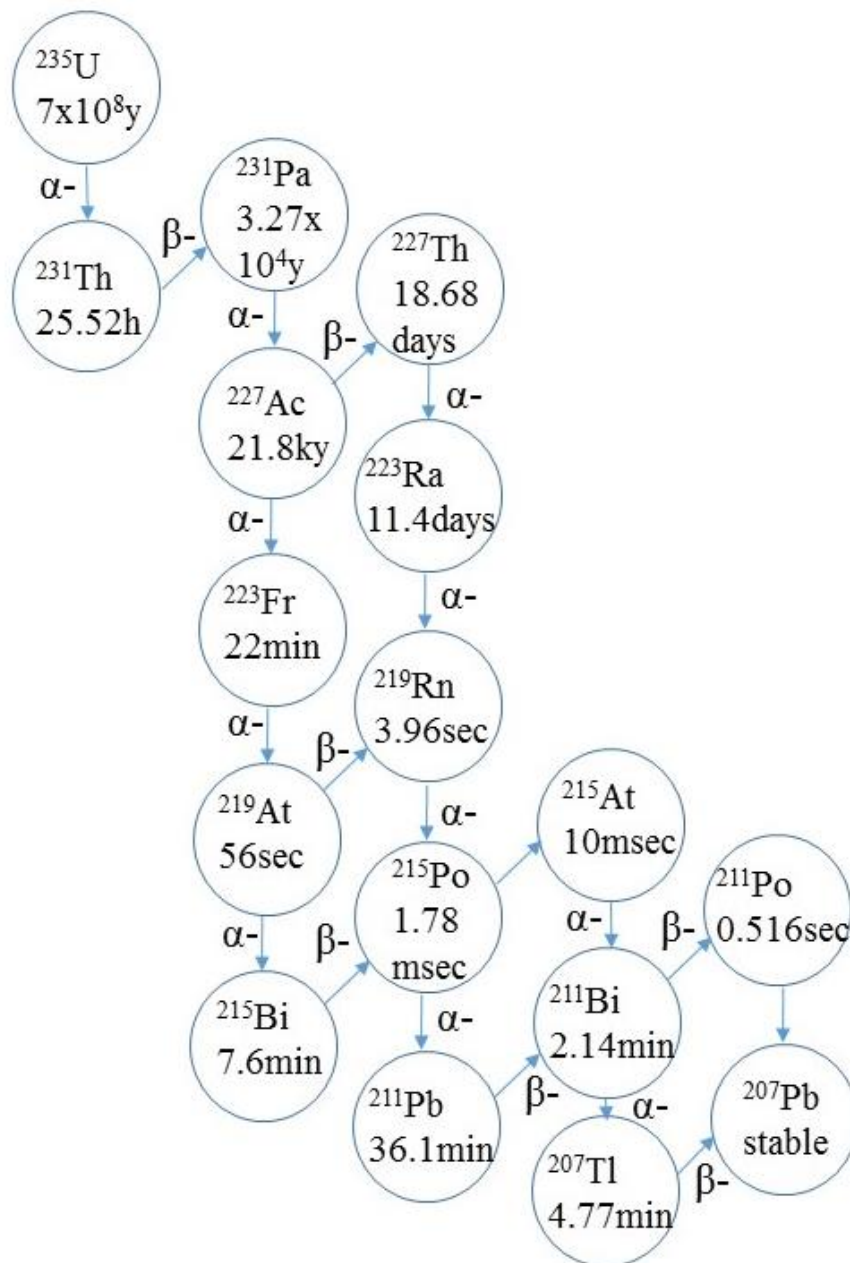 ²³⁵U
7x10⁸y
α-
²³¹Th
25.52h
β-
²³¹Pa
3.27x
10⁴y
α-
²²⁷Ac
21.8ky
β-
²²⁷Th
18.68
days
α-
²²³Ra
11.4days
α-
α-
²²³Fr
22min
α-
²¹⁹At
56sec
β-
²¹⁹Rn
3.96sec
α-
α-
²¹⁵Bi
7.6min
β-
²¹⁵Po
1.78
msec
²¹⁵At
10msec
α-
α-
²¹¹Pb
36.1min
β-
²¹¹Bi
2.14min
β-
²¹¹Po
0.516sec
α-
²⁰⁷Tl
4.77min
β-
²⁰⁷Pb
stable